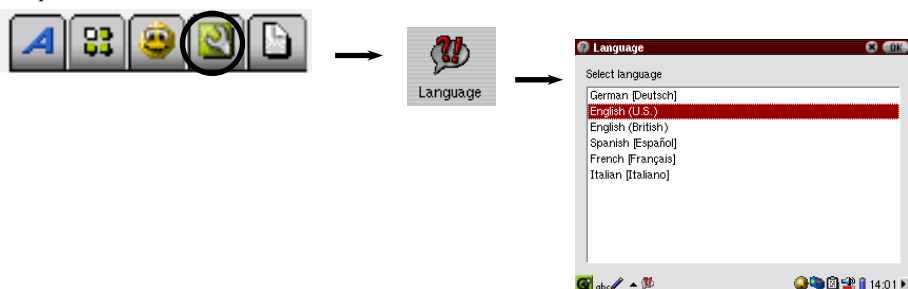 Language
Language
OK
Select language
German [Deutsch]
English (U.S.)
English (British)
Spanish [Español]
French [Français]
Italian [Italiano]
abc
14:01